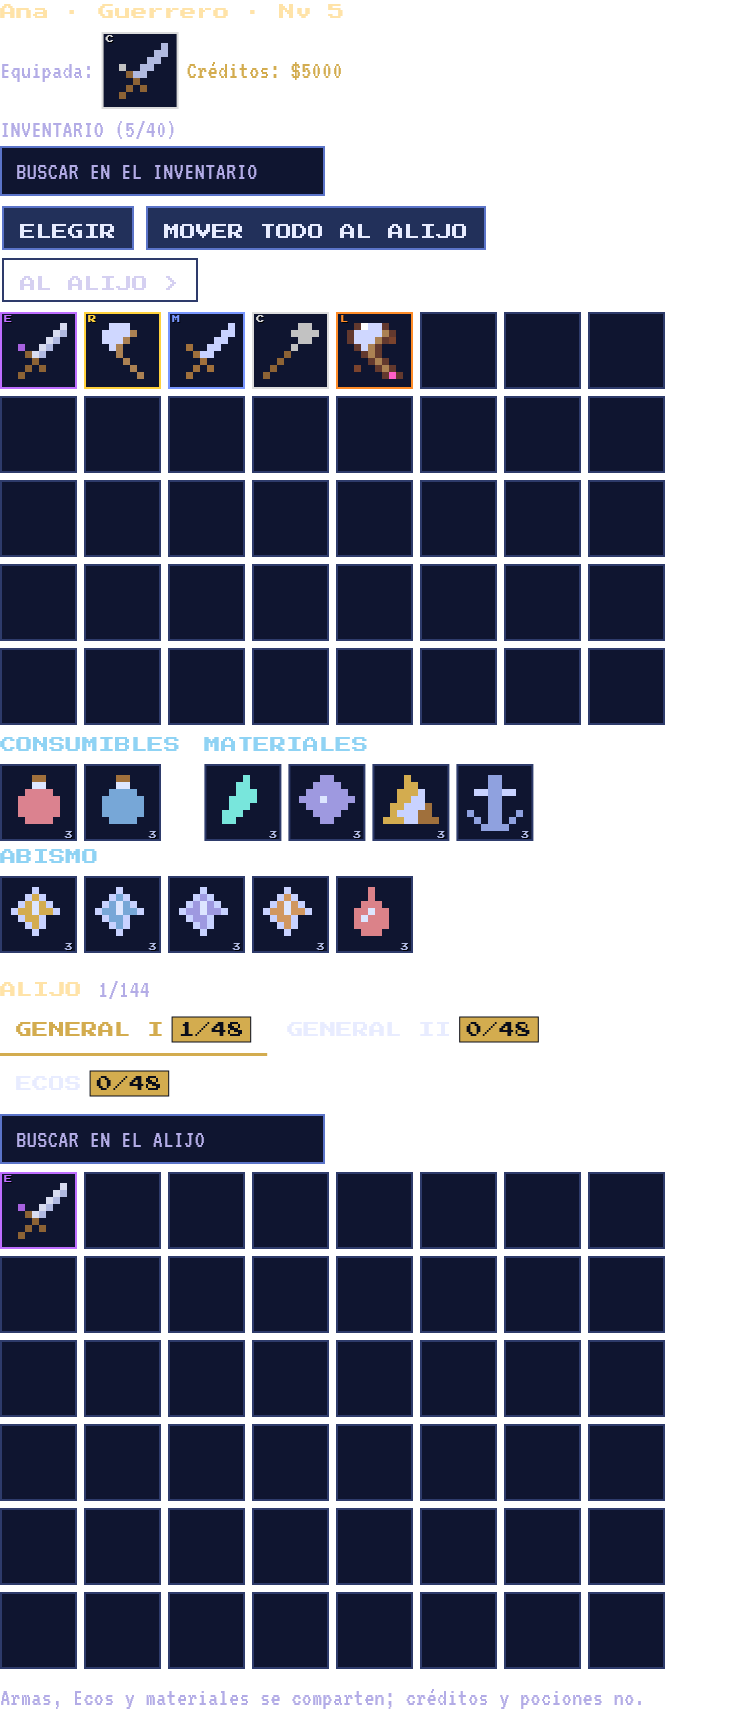 Ana · Guerrero · Nv 5
C
Equipada: Créditos: $5000
INVENTARIO (5/40)
BUSCAR EN EL INVENTARIO
ELEGIR MOVER TODO AL ALIJO
AL ALIJO >
E R M C L
CONSUMIBLES MATERIALES
3 3 3 3 3 3
ABISMO
3 3 3 3 3
ALIJO 1/144
GENERAL I 1/48 GENERAL II 0/48
ECOS 0/48
BUSCAR EN EL ALIJO
E
Armas, Ecos y materiales se comparten; créditos y pociones no.